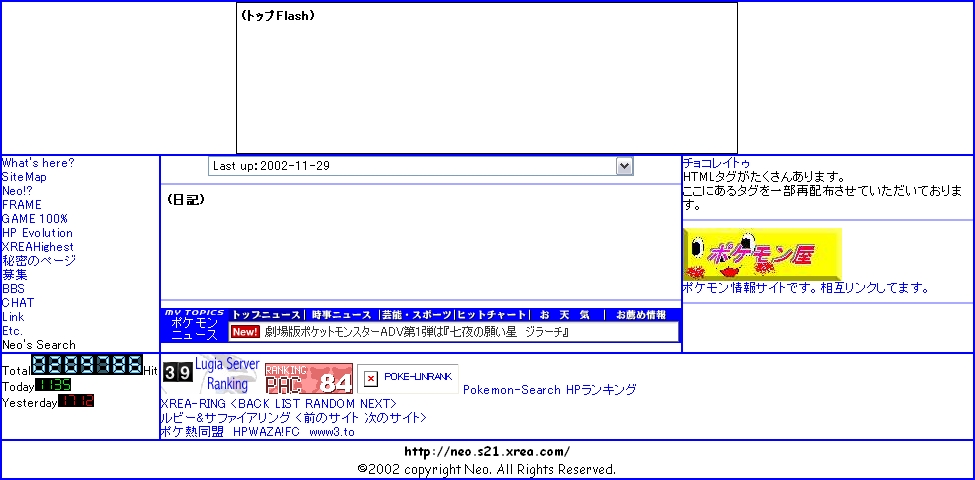 (トップFlash)
What's here?
SiteMap
Neo!?
FRAME
GAME 100%
HP Evolution
XREAHighest
秘密のページ
募集
BBS
CHAT
Link
Etc.
Neo's Search
Last up:2002-11-29
(日記)
MY TOPICS
ポケモン
ニュース
トップニュース | 時事ニュース | 芸能・スポーツ | ヒットチャート | お 天 気 | お薦め情報
New! 劇場版ポケットモンスターADV第1弾は『七夜の願い星 ジラーチ』
チョコレイトゥ
HTMLタグがたくさんあります。
ここにあるタグを一部再配布させていただいておりま
す。
ポケモン屋
ポケモン情報サイトです。相互リンクしてます。
Total Hit
Today 1135
Yesterday 1712
39 Lugia Server
Ranking
RANKING
PAC 84
POKE-LINRANK
Pokemon-Search HPランキング
XREA-RING <BACK LIST RANDOM NEXT>
ルビー&サファイアリング <前のサイト 次のサイト>
ポケ熱同盟 HPWAZA!FC www3.to
http://neo.s21.xrea.com/
©2002 copyright Neo. All Rights Reserved.